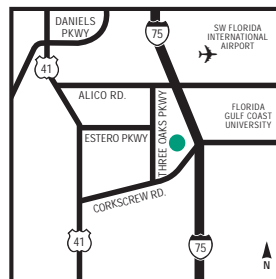 DANIELS
PKWY
75
SW FLORIDA
INTERNATIONAL
AIRPORT
41
ALICO RD.
THREE OAKS PKWY
FLORIDA
GULF COAST
UNIVERSITY
ESTERO PKWY
CORKSCREW RD.
41
75
N